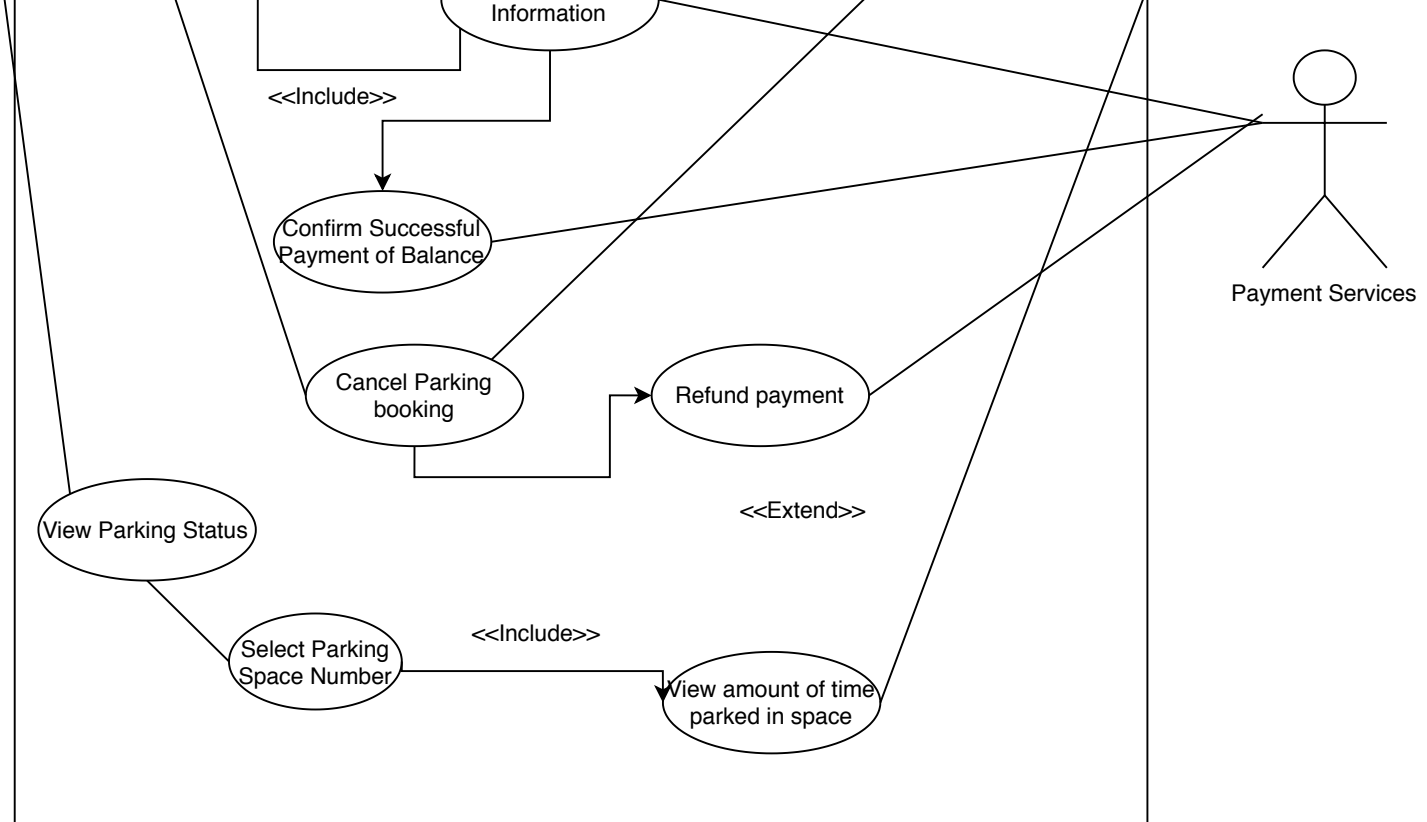 Information
<<Include>>
Confirm Successful
Payment of Balance
Payment Services
Cancel Parking
booking
Refund payment
<<Extend>>
View Parking Status
<<Include>>
Select Parking
Space Number
View amount of time
parked in space